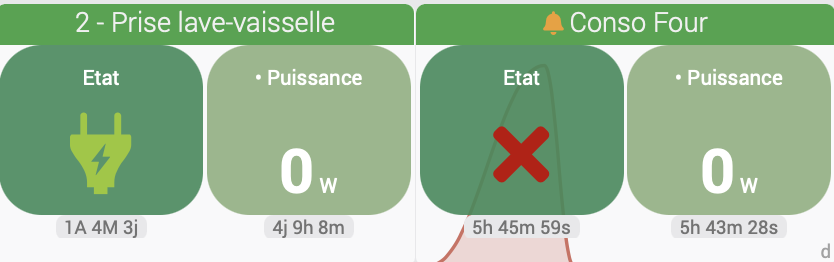 2 - Prise lave-vaisselle
Etat
• Puissance
0 W
1A 4M 3j
4j 9h 8m
Conso Four
Etat
• Puissance
0 W
5h 45m 59s
5h 43m 28s
d